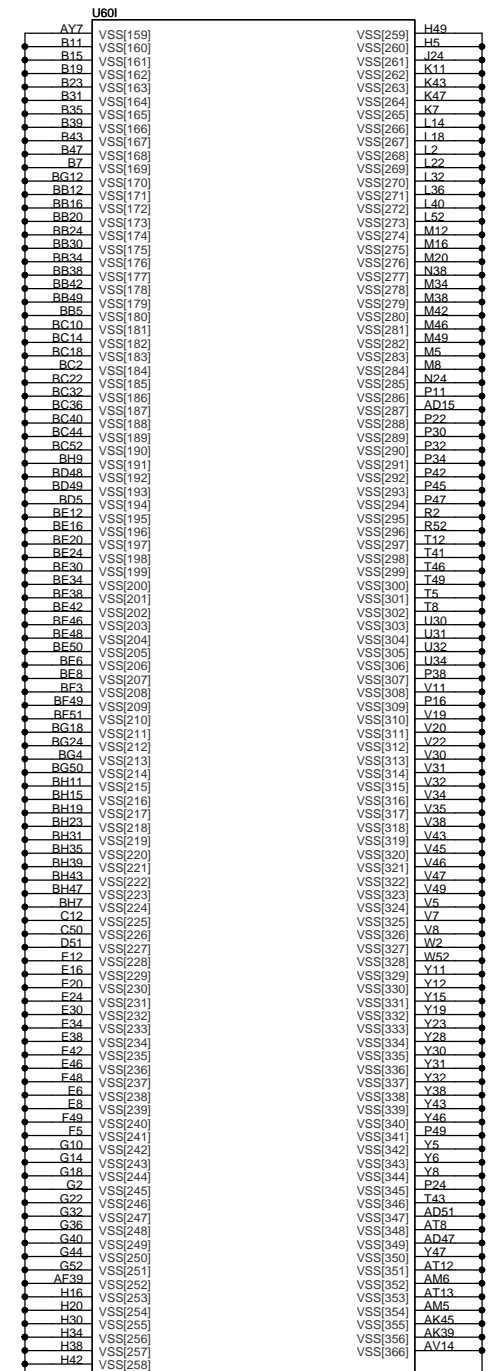 U60I
AY7 VSS[159] VSS[259] H49
B11 VSS[160] VSS[260] H5
B15 VSS[161] VSS[261] J24
B19 VSS[162] VSS[262] K11
B23 VSS[163] VSS[263] K43
B31 VSS[164] VSS[264] K47
B35 VSS[165] VSS[265] K7
B39 VSS[166] VSS[266] L14
B43 VSS[167] VSS[267] L18
B47 VSS[168] VSS[268] L2
B7 VSS[169] VSS[269] L22
BG12 VSS[170] VSS[270] L32
BB12 VSS[171] VSS[271] L36
BB16 VSS[172] VSS[272] L40
BB20 VSS[173] VSS[273] L52
BB24 VSS[174] VSS[274] M12
BB30 VSS[175] VSS[275] M16
BB34 VSS[176] VSS[276] M20
BB38 VSS[177] VSS[277] N38
BB42 VSS[178] VSS[278] M34
BB49 VSS[179] VSS[279] M38
BB5 VSS[180] VSS[280] M42
BC10 VSS[181] VSS[281] M46
BC14 VSS[182] VSS[282] M49
BC18 VSS[183] VSS[283] M5
BC2 VSS[184] VSS[284] M8
BC22 VSS[185] VSS[285] N24
BC32 VSS[186] VSS[286] P11
BC36 VSS[187] VSS[287] AD15
BC40 VSS[188] VSS[288] P22
BC44 VSS[189] VSS[289] P30
BC52 VSS[190] VSS[290] P32
BH9 VSS[191] VSS[291] P34
BD48 VSS[192] VSS[292] P42
BD49 VSS[193] VSS[293] P45
BD5 VSS[194] VSS[294] P47
BE12 VSS[195] VSS[295] R2
BE16 VSS[196] VSS[296] R52
BE20 VSS[197] VSS[297] T12
BE24 VSS[198] VSS[298] T41
BE30 VSS[199] VSS[299] T46
BE34 VSS[200] VSS[300] T49
BE38 VSS[201] VSS[301] T5
BE42 VSS[202] VSS[302] T8
BE46 VSS[203] VSS[303] U30
BE48 VSS[204] VSS[304] U31
BE50 VSS[205] VSS[305] U32
BE6 VSS[206] VSS[306] U34
BE8 VSS[207] VSS[307] P38
BF3 VSS[208] VSS[308] V11
BF49 VSS[209] VSS[309] P16
BF51 VSS[210] VSS[310] V19
BG18 VSS[211] VSS[311] V20
BG24 VSS[212] VSS[312] V22
BG4 VSS[213] VSS[313] V30
BG50 VSS[214] VSS[314] V31
BH11 VSS[215] VSS[315] V32
BH15 VSS[216] VSS[316] V34
BH19 VSS[217] VSS[317] V35
BH23 VSS[218] VSS[318] V38
BH31 VSS[219] VSS[319] V43
BH35 VSS[220] VSS[320] V45
BH39 VSS[221] VSS[321] V46
BH43 VSS[222] VSS[322] V47
BH47 VSS[223] VSS[323] V49
BH7 VSS[224] VSS[324] V5
C12 VSS[225] VSS[325] V7
C50 VSS[226] VSS[326] V8
D51 VSS[227] VSS[327] W2
E12 VSS[228] VSS[328] W52
E16 VSS[229] VSS[329] Y11
E20 VSS[230] VSS[330] Y12
E24 VSS[231] VSS[331] Y15
E30 VSS[232] VSS[332] Y19
E34 VSS[233] VSS[333] Y23
E38 VSS[234] VSS[334] Y28
E42 VSS[235] VSS[335] Y30
E46 VSS[236] VSS[336] Y31
E48 VSS[237] VSS[337] Y32
E6 VSS[238] VSS[338] Y38
E8 VSS[239] VSS[339] Y43
F49 VSS[240] VSS[340] Y46
F5 VSS[241] VSS[341] P49
G10 VSS[242] VSS[342] Y5
G14 VSS[243] VSS[343] Y6
G18 VSS[244] VSS[344] Y8
G2 VSS[245] VSS[345] P24
G22 VSS[246] VSS[346] T43
G32 VSS[247] VSS[347] AD51
G36 VSS[248] VSS[348] AT8
G40 VSS[249] VSS[349] AD47
G44 VSS[250] VSS[350] Y47
G52 VSS[251] VSS[351] AT12
AF39 VSS[252] VSS[352] AM6
H16 VSS[253] VSS[353] AT13
H20 VSS[254] VSS[354] AM5
H30 VSS[255] VSS[355] AK45
H34 VSS[256] VSS[356] AK39
H38 VSS[257] VSS[366] AV14
H42 VSS[258]